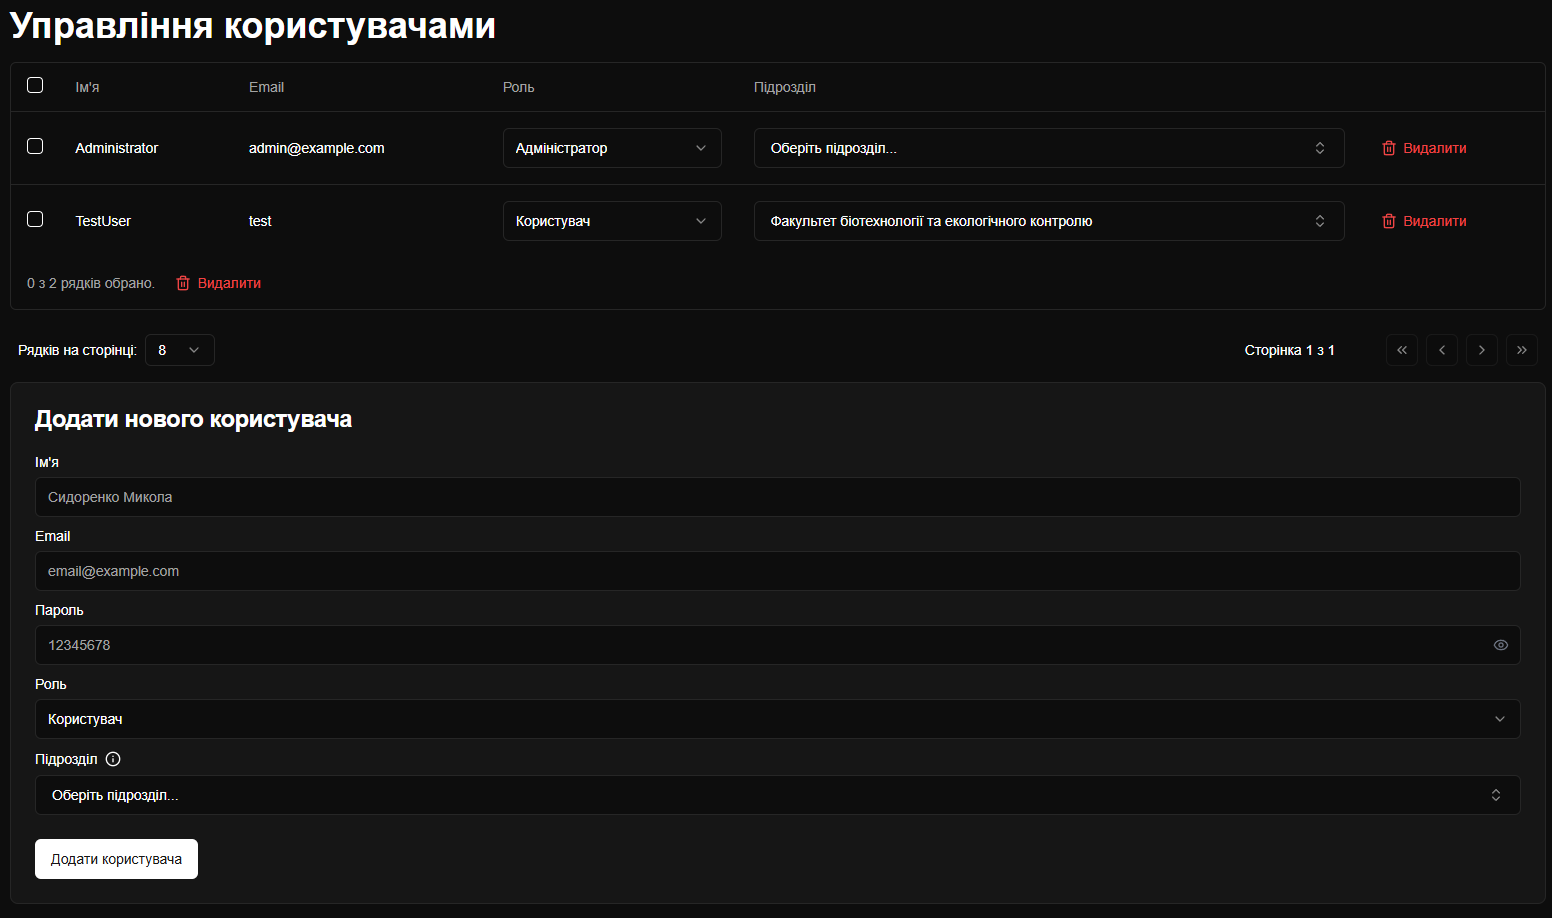 Управління користувачами
Ім'я Email Роль Підрозділ
Administrator admin@example.com Адміністратор Оберіть підрозділ... Видалити
TestUser test Користувач Факультет біотехнології та екологічного контролю Видалити
0 з 2 рядків обрано. Видалити
Рядків на сторінці: 8 Сторінка 1 з 1
Додати нового користувача
Ім'я
Сидоренко Микола
Email
email@example.com
Пароль
12345678
Роль
Користувач
Підрозділ
Оберіть підрозділ...
Додати користувача